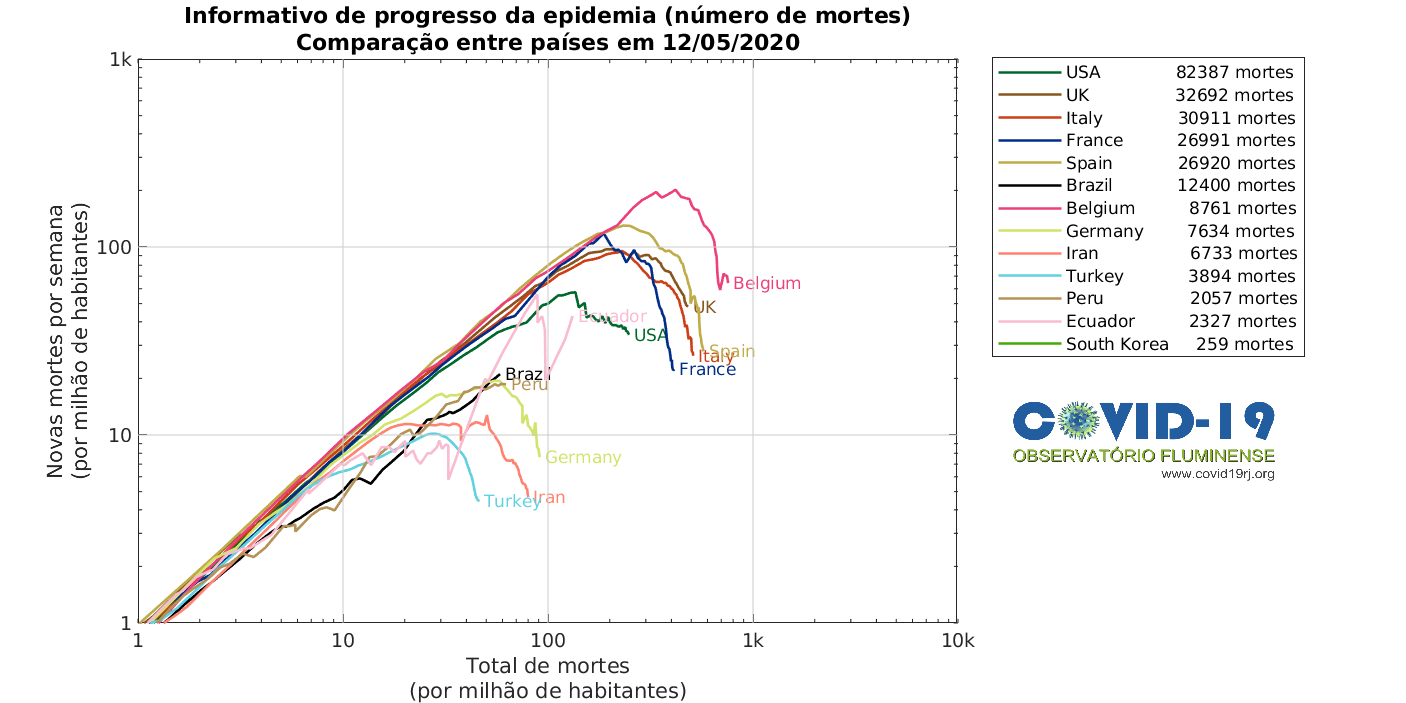 Informativo de progresso da epidemia (número de mortes)
Comparação entre países em 12/05/2020
Novas mortes por semana
(por milhão de habitantes)
1k
100
10
1
1
10
100
1k
10k
Total de mortes
(por milhão de habitantes)
Belgium
UK
Ecuador
USA
Spain
Italy
France
Brazil
Peru
Germany
Iran
Turkey
USA 82387 mortes
UK 32692 mortes
Italy 30911 mortes
France 26991 mortes
Spain 26920 mortes
Brazil 12400 mortes
Belgium 8761 mortes
Germany 7634 mortes
Iran 6733 mortes
Turkey 3894 mortes
Peru 2057 mortes
Ecuador 2327 mortes
South Korea 259 mortes
COVID-19
OBSERVATÓRIO FLUMINENSE
www.covid19rj.org